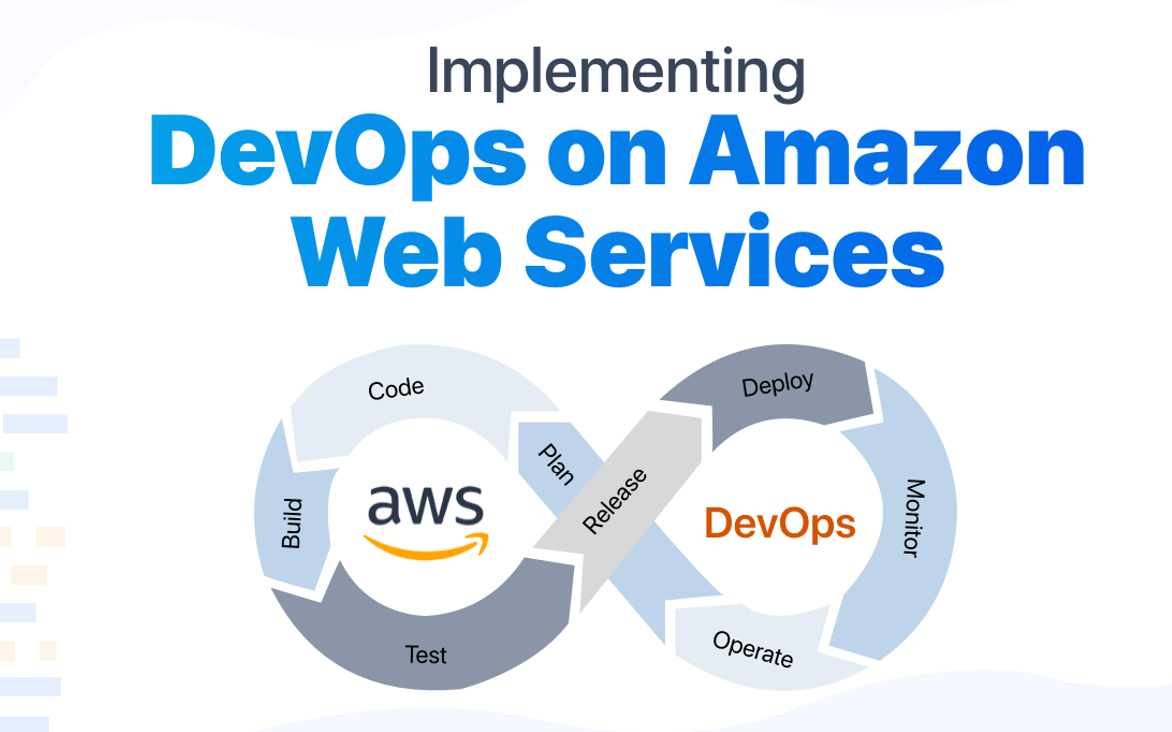 Implementing
DevOps on Amazon
Web Services
Code
Plan
Build
aws
Test
Release
Deploy
DevOps
Monitor
Operate